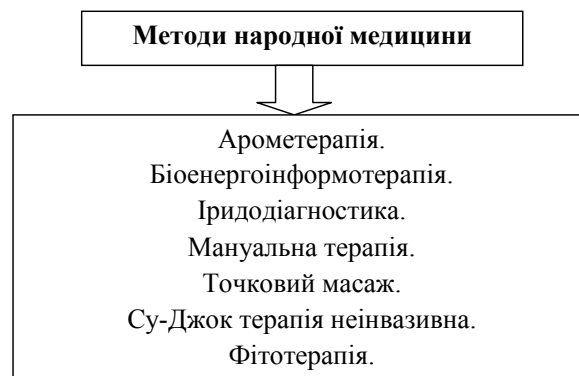 Методи народної медицини
Арометерапія.
Біоенергоінформотерапія.
Іридодіагностика.
Мануальна терапія.
Точковий масаж.
Су-Джок терапія неінвазивна.
Фітотерапія.